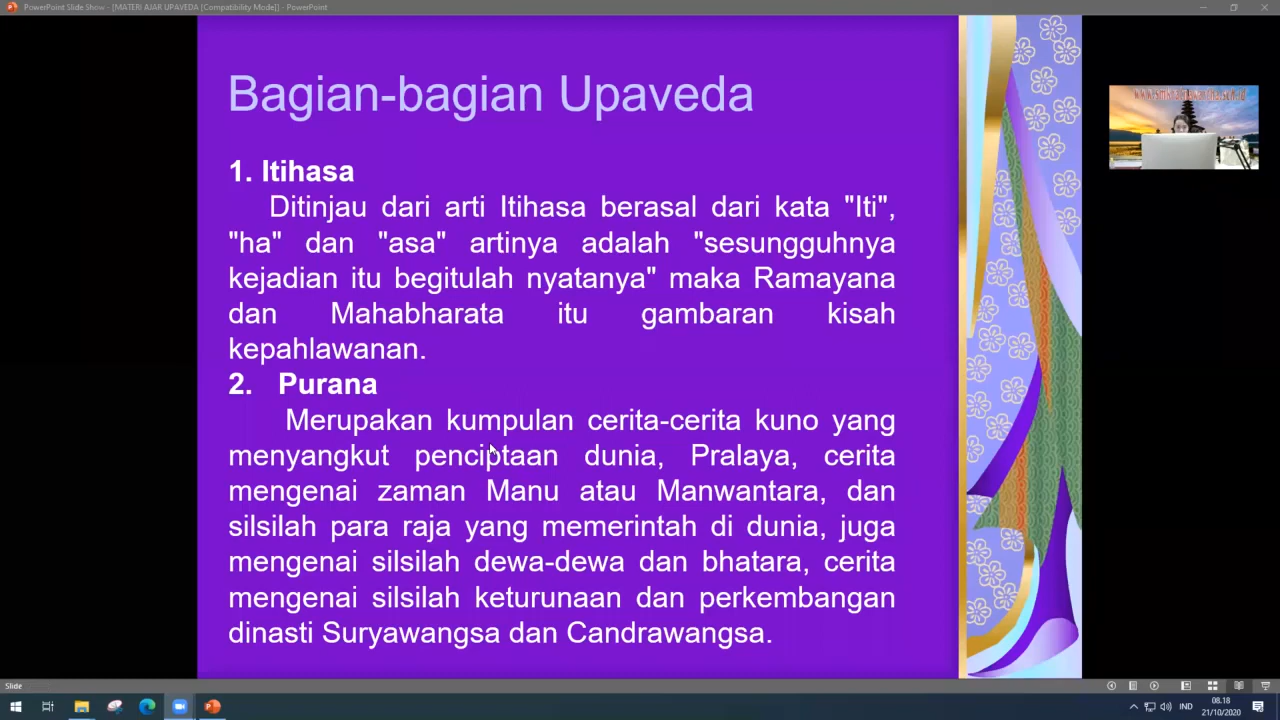 PowerPoint Slide Show - [MATERI AJAR UPAVEDA [Compatibility Mode]] - PowerPoint
Bagian-bagian Upaveda
1. Itihasa
Ditinjau dari arti Itihasa berasal dari kata "Iti",
"ha" dan "asa" artinya adalah "sesungguhnya
kejadian itu begitulah nyatanya" maka Ramayana
dan Mahabharata itu gambaran kisah
kepahlawanan.
2. Purana
Merupakan kumpulan cerita-cerita kuno yang
menyangkut penciptaan dunia, Pralaya, cerita
mengenai zaman Manu atau Manwantara, dan
silsilah para raja yang memerintah di dunia, juga
mengenai silsilah dewa-dewa dan bhatara, cerita
mengenai silsilah keturunaan dan perkembangan
dinasti Suryawangsa dan Candrawangsa.
Slide
IND
08.18
21/10/2020